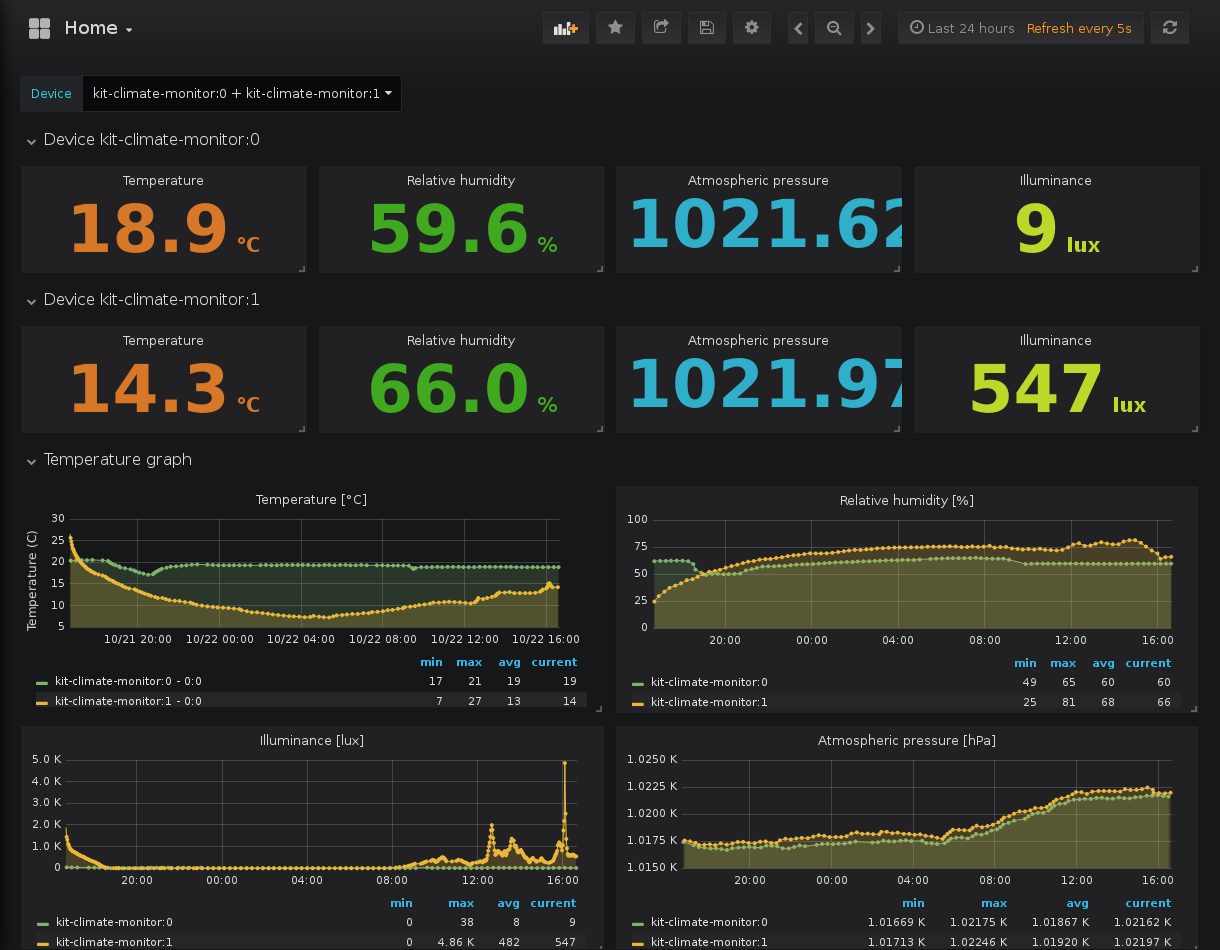 Home
Last 24 hours Refresh every 5s
Device kit-climate-monitor:0 + kit-climate-monitor:1
Device kit-climate-monitor:0
Temperature Relative humidity Atmospheric pressure Illuminance
18.9 °C 59.6 % 1021.62 9 lux
Device kit-climate-monitor:1
Temperature Relative humidity Atmospheric pressure Illuminance
14.3 °C 66.0 % 1021.97 547 lux
Temperature graph
Temperature [°C]
Temperature (C)
30
25
20
15
10
5
10/21 20:00 10/22 00:00 10/22 04:00 10/22 08:00 10/22 12:00 10/22 16:00
min max avg current
kit-climate-monitor:0 - 0:0 17 21 19 19
kit-climate-monitor:1 - 0:0 7 27 13 14
Relative humidity [%]
100
75
50
25
0
20:00 00:00 04:00 08:00 12:00 16:00
min max avg current
kit-climate-monitor:0 49 65 60 60
kit-climate-monitor:1 25 81 68 66
Illuminance [lux]
5.0 K
4.0 K
3.0 K
2.0 K
1.0 K
0
20:00 00:00 04:00 08:00 12:00 16:00
min max avg current
kit-climate-monitor:0 0 38 8 9
kit-climate-monitor:1 0 4.86 K 482 547
Atmospheric pressure [hPa]
1.0250 K
1.0225 K
1.0200 K
1.0175 K
1.0150 K
20:00 00:00 04:00 08:00 12:00 16:00
min max avg current
kit-climate-monitor:0 1.01669 K 1.02175 K 1.01867 K 1.02162 K
kit-climate-monitor:1 1.01713 K 1.02246 K 1.01920 K 1.02197 K